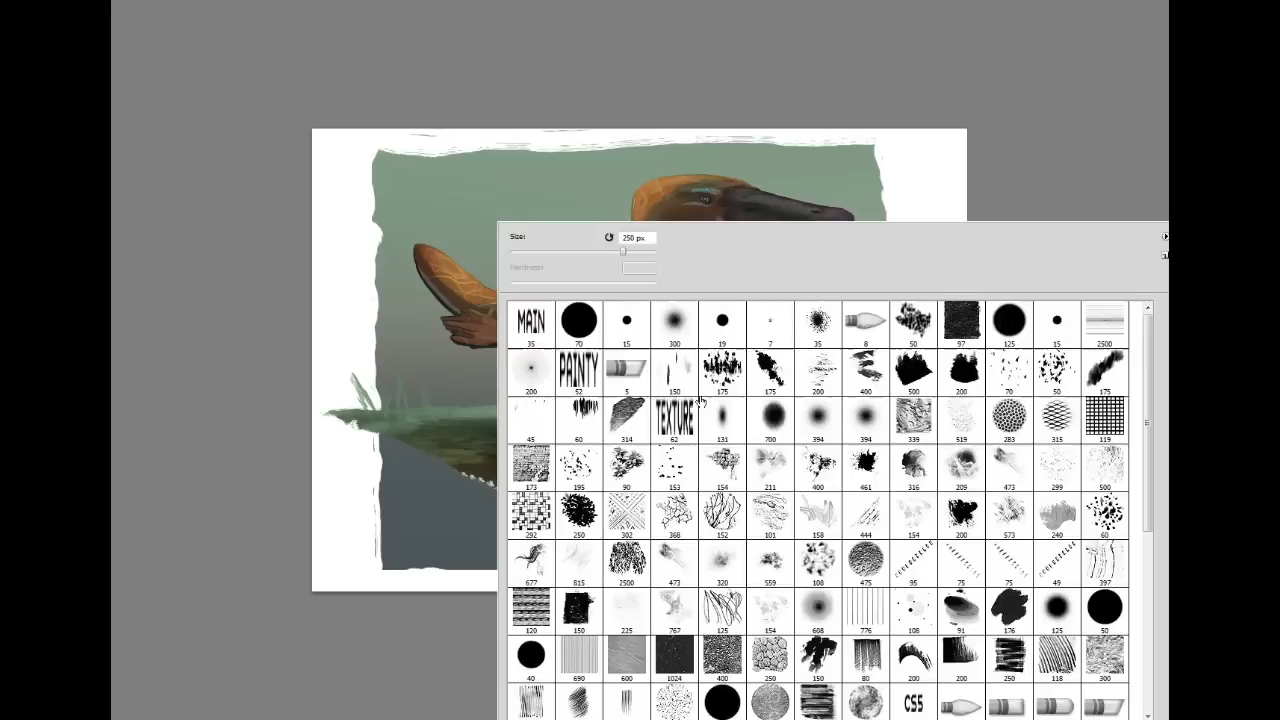 Size:
250 px
Hardness:
MAIN
35 70 15 300 19 7 35 8 50 97 125 15 2500
PAINTY
200 52 5 150 175 175 200 400 500 200 70 50 175
TEXTURE
45 60 314 62 131 700 394 394 339 519 283 315 119
173 195 90 153 154 211 400 461 316 209 473 299 500
292 250 302 368 152 101 158 444 154 200 573 240 60
677 815 2500 473 320 559 108 475 95 75 75 49 397
120 150 225 767 125 154 608 776 108 91 176 125 50
40 690 600 1024 400 250 150 80 200 200 250 118 300
CS5